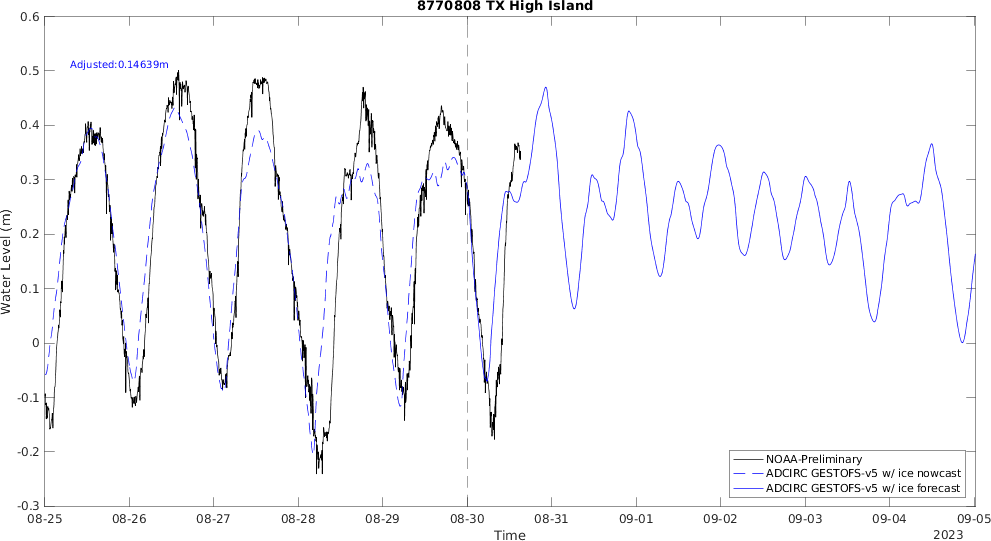 8770808 TX High Island
Adjusted:0.14639m
Water Level (m)
0.6
0.5
0.4
0.3
0.2
0.1
0
-0.1
-0.2
-0.3
NOAA-Preliminary
ADCIRC GESTOFS-v5 w/ ice nowcast
ADCIRC GESTOFS-v5 w/ ice forecast
08-25 08-26 08-27 08-28 08-29 08-30 08-31 09-01 09-02 09-03 09-04 09-05
Time
2023